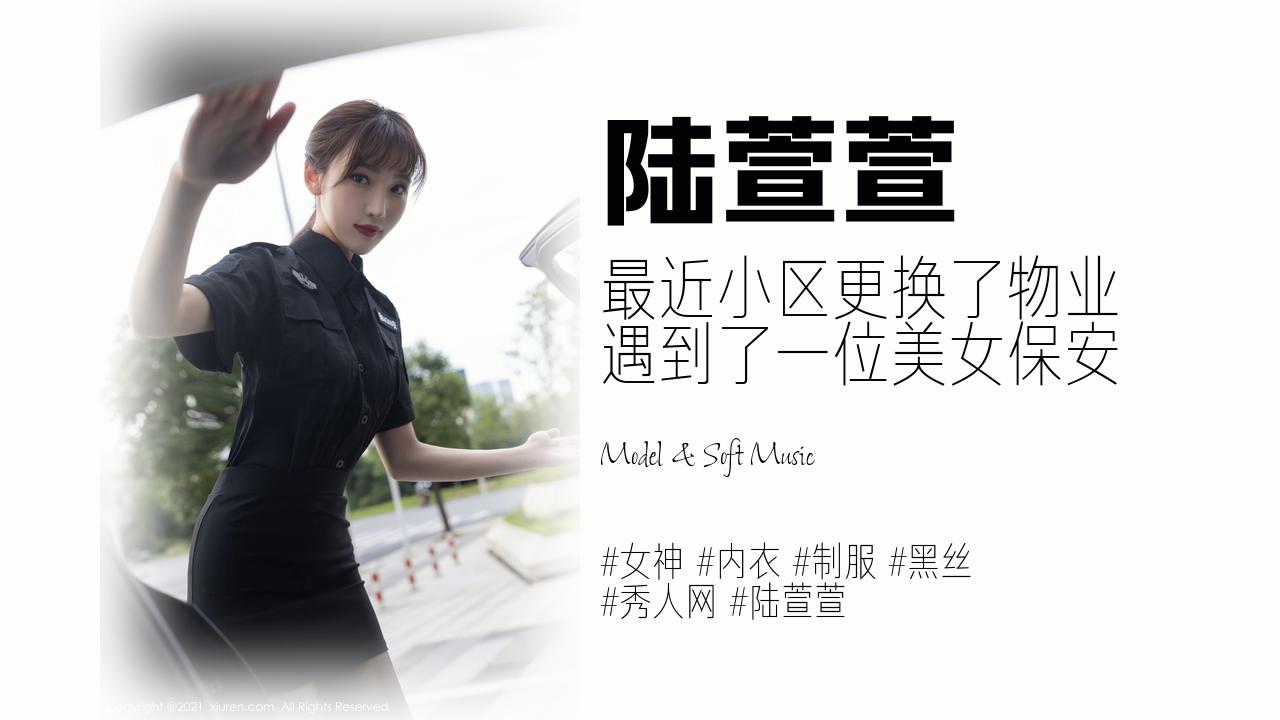 陆萱萱
最近小区更换了物业
遇到了一位美女保安
Model & Soft Music
#女神 #内衣 #制服 #黑丝
#秀人网 #陆萱萱
Copyright ©2021 xiuren.com All Rights Reserved